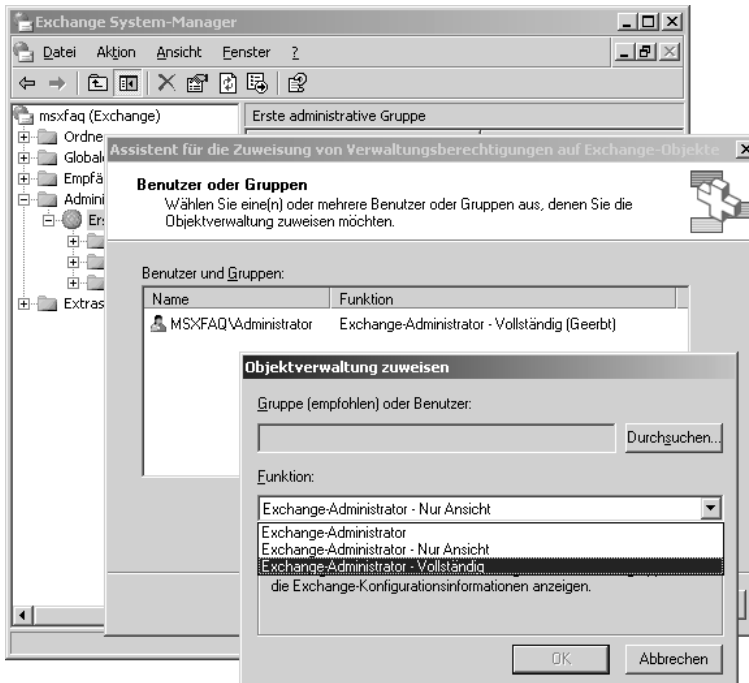 Exchange System-Manager
Datei Aktion Ansicht Fenster ?
msxfaq (Exchange)
Erste administrative Gruppe
Assistent für die Zuweisung von Verwaltungsberechtigungen auf Exchange-Objekte
Benutzer oder Gruppen
Wählen Sie eine(n) oder mehrere Benutzer oder Gruppen aus, denen Sie die
Objektverwaltung zuweisen möchten.
Extras
Benutzer und Gruppen:
Name Funktion
MSXFAQ\Administrator Exchange-Administrator - Vollständig (Geerbt)
Objektverwaltung zuweisen
Gruppe (empfohlen) oder Benutzer:
Durchsuchen...
Funktion:
Exchange-Administrator - Nur Ansicht
Exchange-Administrator
Exchange-Administrator - Nur Ansicht
Exchange-Administrator - Vollständig
die Exchange-Konfigurationsinformationen anzeigen.
OK Abbrechen